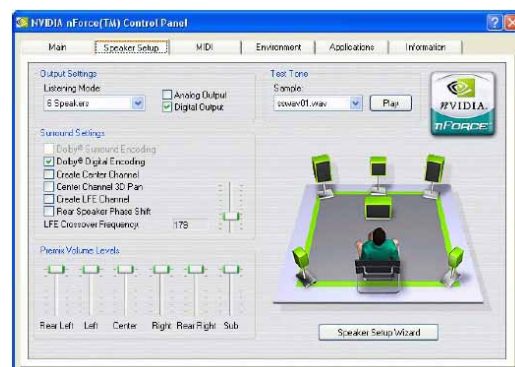 NVIDIA nForce(TM) Control Panel
Main
Speaker Setup
MIDI
Environment
Applications
Information
Output Settings
Listening Mode:
6 Speakers
Analog Output
Digital Output
Test Tone
Sample:
sswav01.wav
Play
NVIDIA.
nFORCE
Surround Settings
Dolby® Surround Encoding
Dolby® Digital Encoding
Create Center Channel
Center Channel 3D Pan
Create LFE Channel
Rear Speaker Phase Shift
LFE Crossover Frequency:
179
Premix Volume Levels
Rear Left Left Center Right Rear Right Sub
Speaker Setup Wizard